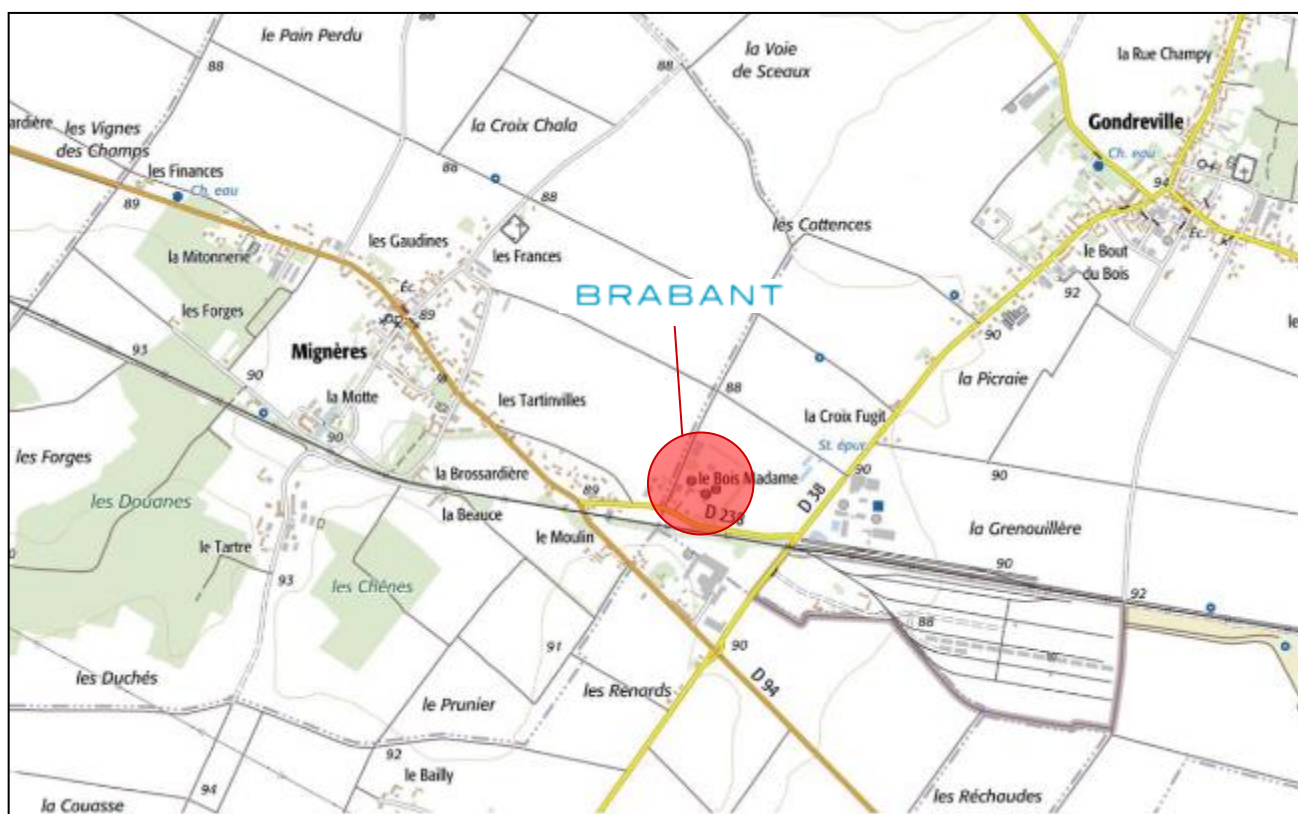 le Pain Perdu
88
la Voie
de Sceaux
88
la Rue Champy
88
la Croix Chala
Gondreville
les Vignes
des Champs
ardière
les Finances
Ch. eau
89
88
88
Ch. eau
94
les Cottences
les Gaudines
la Mitonnerie
les Frances
Éc.
le Bout
du Bois
92
BRABANT
les Forges
Éc.
89
90
Mignères
93
90
la Picraie
88
la Motte
les Tartinvilles
la Croix Fugit
90
St. épur.
les Forges
la Brossardière
le Bois Madame
90
90
les Douanes
la Beauce
89
D 238
D 38
la Grenouillère
le Moulin
le Tartre
93
les Chênes
90
92
88
91
90
les Duchés
les Renards
D 94
le Prunier
92
le Bailly
94
la Couasse
les Réchaudes